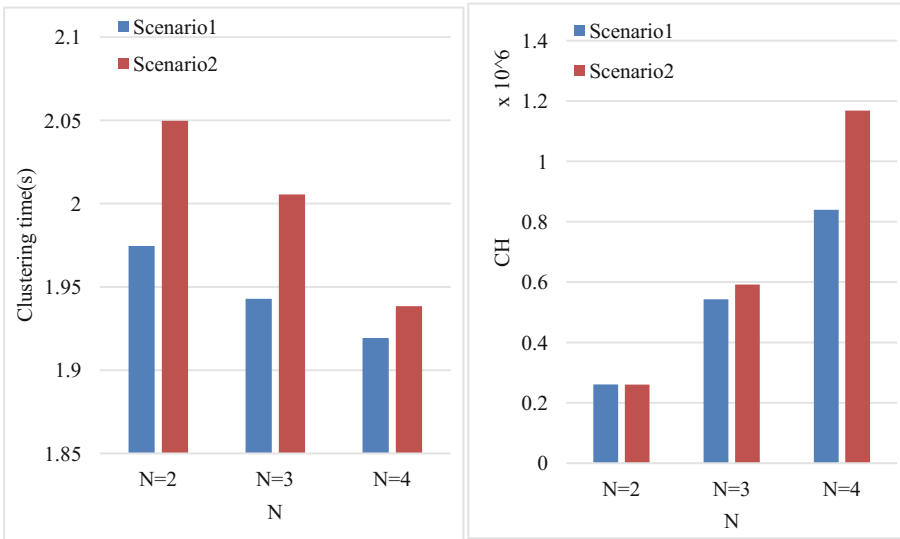 Scenario1
Scenario2
2.1
2.05
2
1.95
1.9
1.85
Clustering time(s)
N=2 N=3 N=4
N
Scenario1
Scenario2
x 10^6
1.4
1.2
1
0.8
0.6
0.4
0.2
0
CH
N=2 N=3 N=4
N